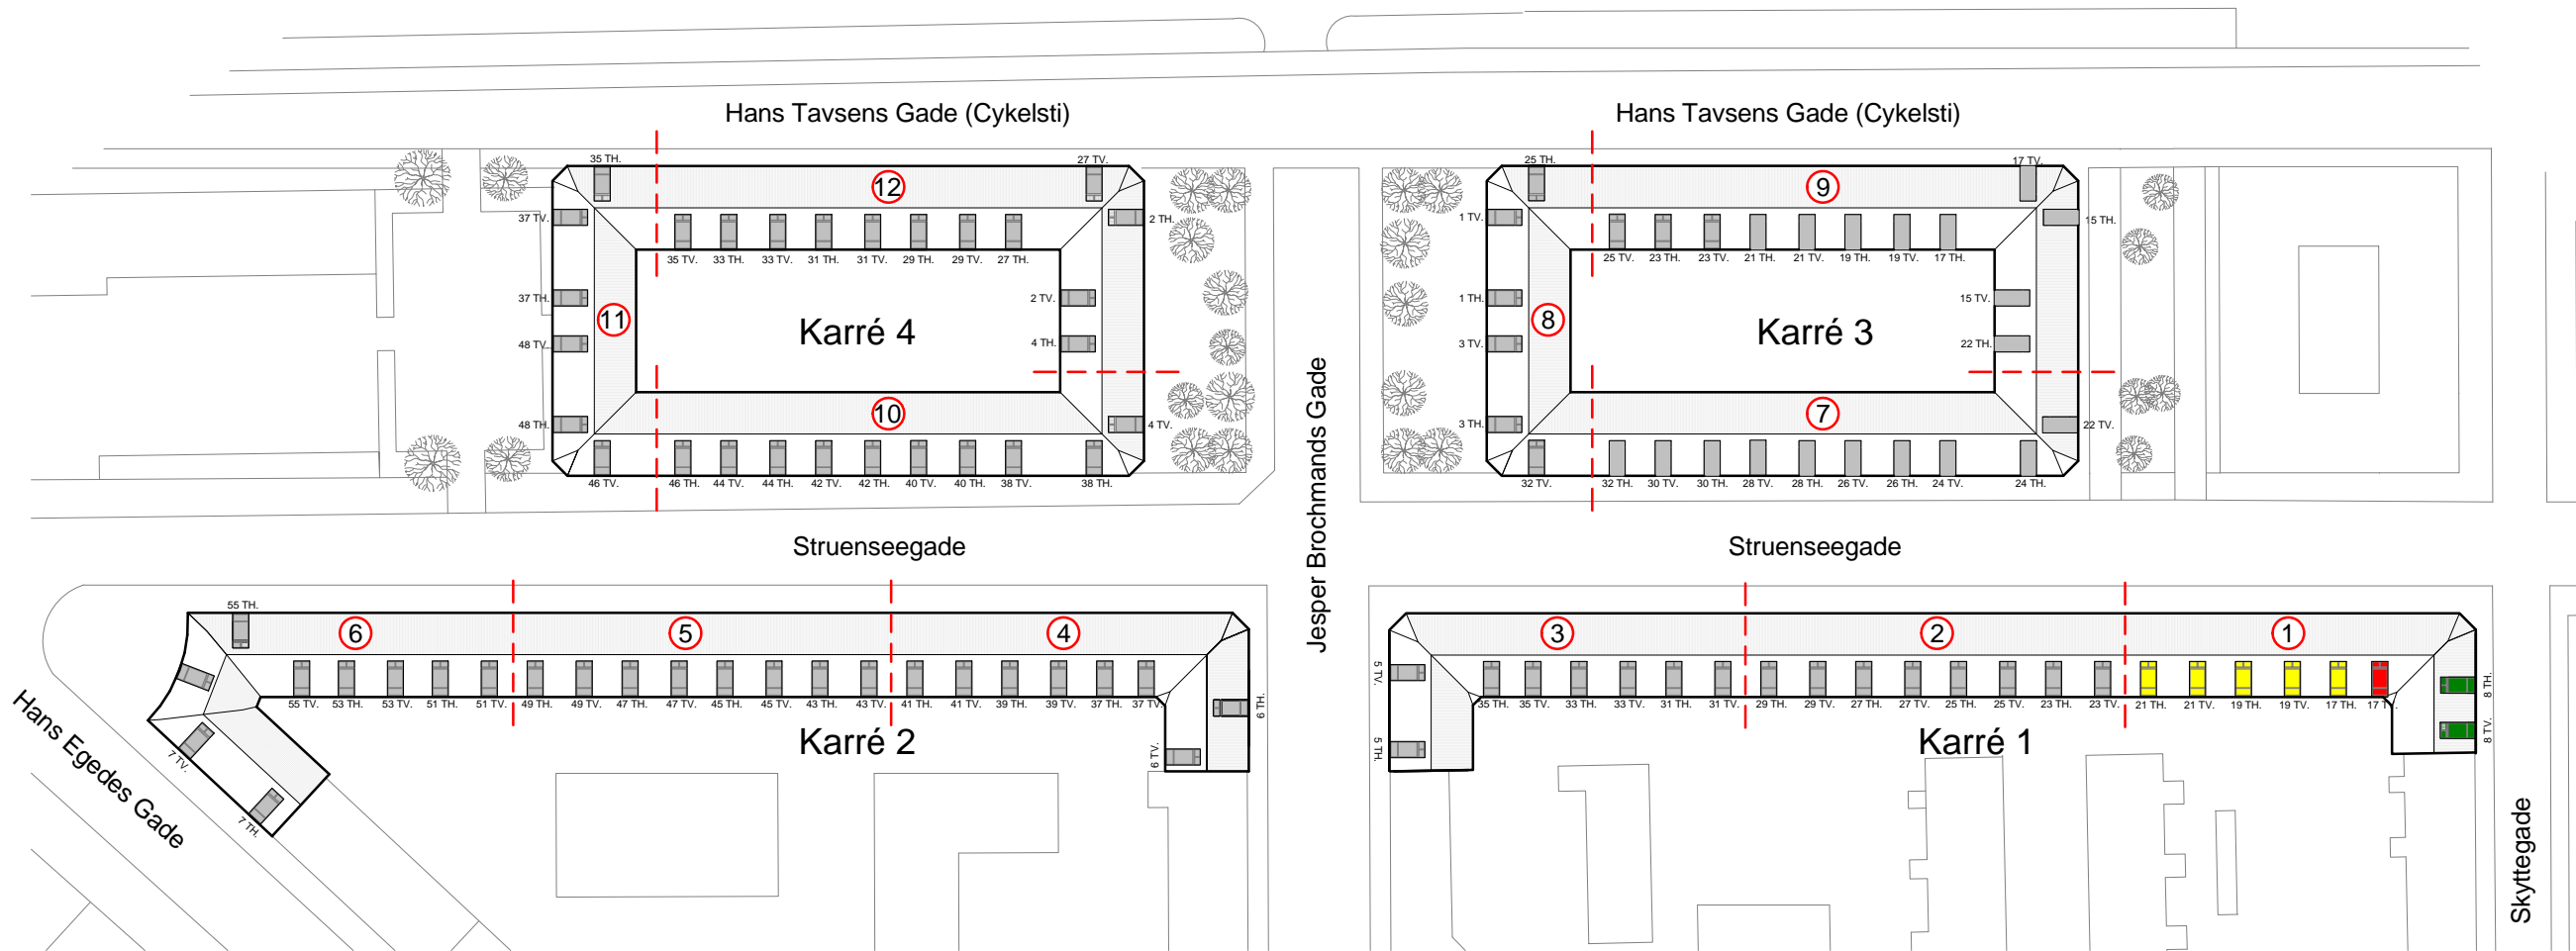 Hans Tavsens Gade (Cykelsti)
Hans Tavsens Gade (Cykelsti)
35 TH.
27 TV.
12
37 TV.
2 TH.
35 TV. 33 TH. 33 TV. 31 TH. 31 TV. 29 TH. 29 TV. 27 TH.
37 TH.
2 TV.
11
Karré 4
48 TV.
4 TH.
10
48 TH.
4 TV.
46 TV. 46 TH. 44 TV. 44 TH. 42 TV. 42 TH. 40 TV. 40 TH. 38 TV. 38 TH.
25 TH.
17 TV.
9
1 TV.
15 TH.
25 TV. 23 TH. 23 TV. 21 TH. 21 TV. 19 TH. 19 TV. 17 TH.
1 TH.
15 TV.
8
Karré 3
3 TV.
22 TH.
7
3 TH.
22 TV.
32 TV. 32 TH. 30 TV. 30 TH. 28 TV. 28 TH. 26 TV. 26 TH. 24 TV. 24 TH.
Jesper Brochmands Gade
Struenseegade
Struenseegade
55 TH.
6
5
4
55 TV. 53 TH. 53 TV. 51 TH. 51 TV. 49 TH. 49 TV. 47 TH. 47 TV. 45 TH. 45 TV. 43 TH. 43 TV. 41 TH. 41 TV. 39 TH. 39 TV. 37 TH. 37 TV.
6 TH.
6 TV.
7 TV.
7 TH.
Karré 2
Hans Egedes Gade
3
2
1
5 TV.
5 TH.
35 TH. 35 TV. 33 TH. 33 TV. 31 TH. 31 TV. 29 TH. 29 TV. 27 TH. 27 TV. 25 TH. 25 TV. 23 TH. 23 TV. 21 TH. 21 TV. 19 TH. 19 TV. 17 TH. 17
8 TH.
8 TV.
Karré 1
Skyttegade